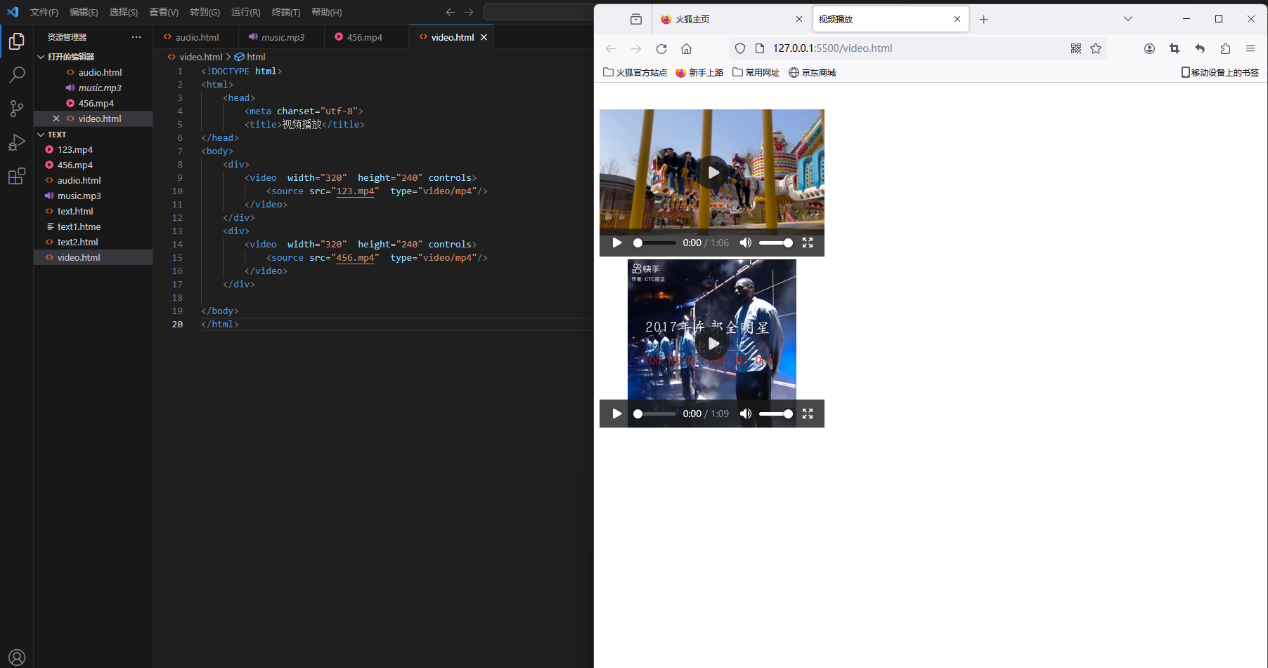 文件(F) 编辑(E) 选择(S) 查看(V) 转到(G) 运行(R) 终端(T) 帮助(H)
资源管理器
打开的编辑器
audio.html
music.mp3
456.mp4
video.html
TEXT
123.mp4
456.mp4
audio.html
music.mp3
text.html
text1.htme
text2.html
video.html
audio.html music.mp3 456.mp4 video.html
video.html > html
1 <!DOCTYPE html>
2 <html>
3 <head>
4 <meta charset="utf-8">
5 <title>视频播放</title>
6 </head>
7 <body>
8 <div>
9 <video width="320" height="240" controls>
10 <source src="123.mp4" type="video/mp4"/>
11 </video>
12 </div>
13 <div>
14 <video width="320" height="240" controls>
15 <source src="456.mp4" type="video/mp4"/>
16 </video>
17 </div>
18
19 </body>
20 </html>
火狐主页 视频播放
127.0.0.1:5500/video.html
火狐官方站点 新手上路 常用网址 京东商城 移动设备上的书签
0:00 / 1:06
快手
2017年
全明星
0:00 / 1:09